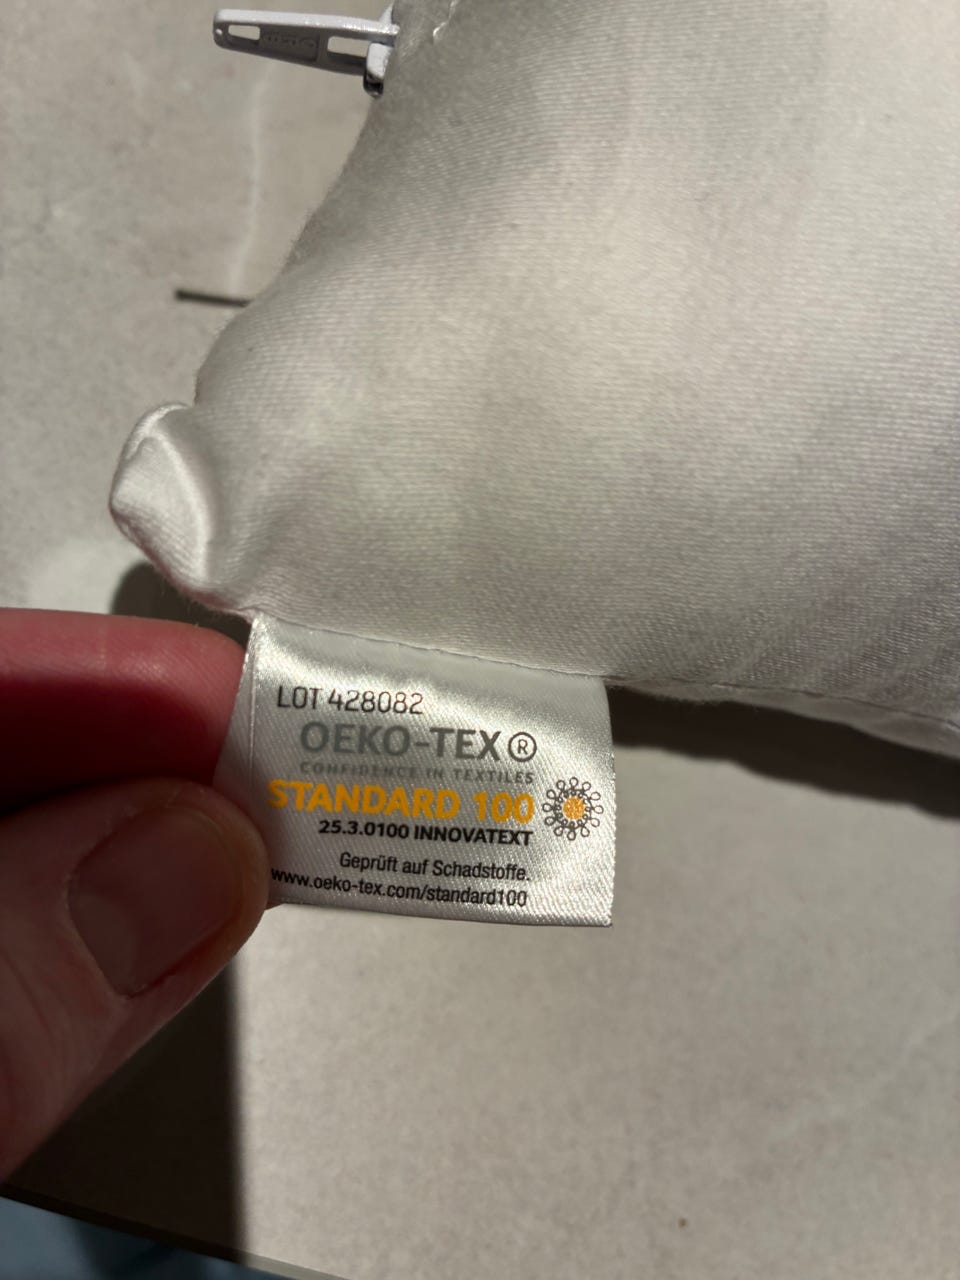 LOT 428082
OEKO-TEX®
CONFIDENCE IN TEXTILES
STANDARD 100
25.3.0100 INNOVATEXT
Geprüft auf Schadstoffe.
www.oeko-tex.com/standard100